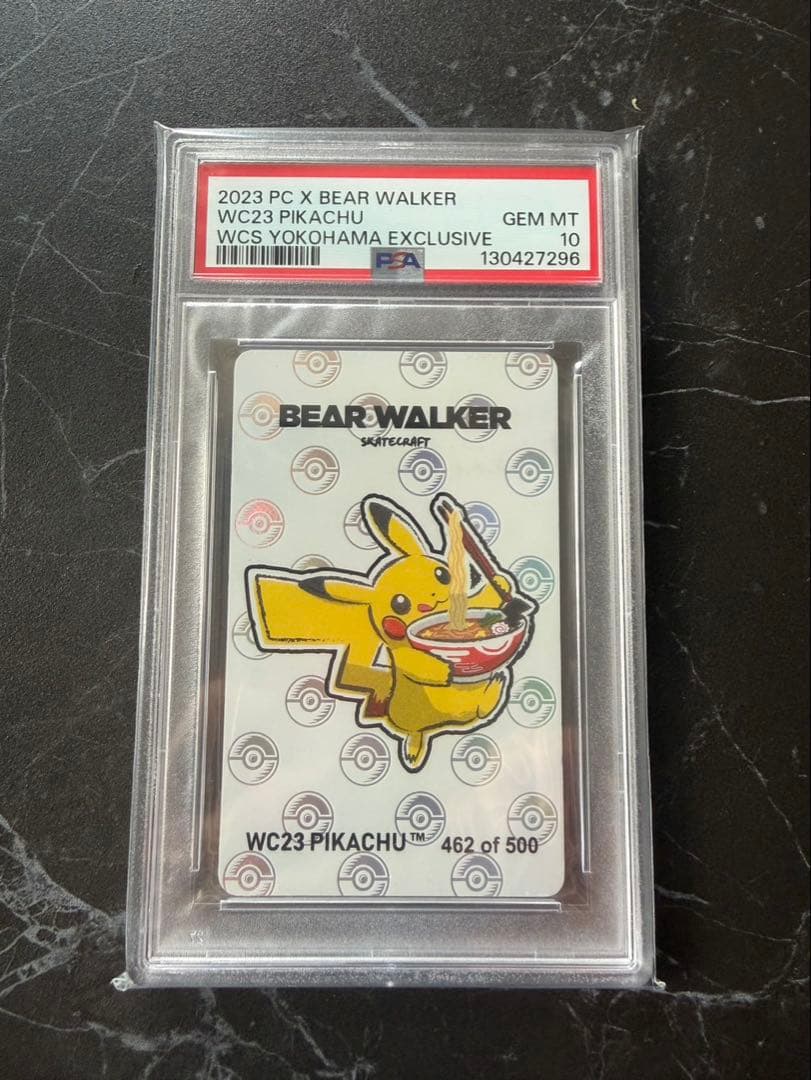 2023 PC X BEAR WALKER
WC23 PIKACHU GEM MT
WCS YOKOHAMA EXCLUSIVE 10
PSA 130427296
BEAR WALKER
SKATECRAFT
WC23 PIKACHU™ 462 of 500